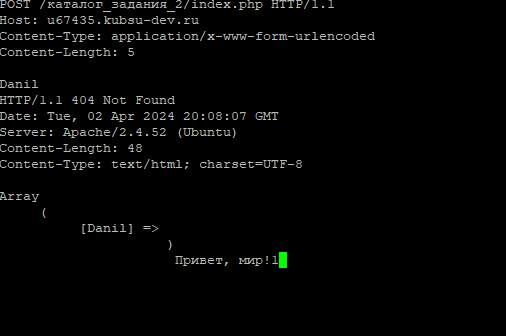 POST /каталог_задания_2/index.php HTTP/1.1
Host: u67435.kubsu-dev.ru
Content-Type: application/x-www-form-urlencoded
Content-Length: 5

Danil
HTTP/1.1 404 Not Found
Date: Tue, 02 Apr 2024 20:08:07 GMT
Server: Apache/2.4.52 (Ubuntu)
Content-Length: 48
Content-Type: text/html; charset=UTF-8

Array
(
[Danil] =>
)
Привет, мир!1